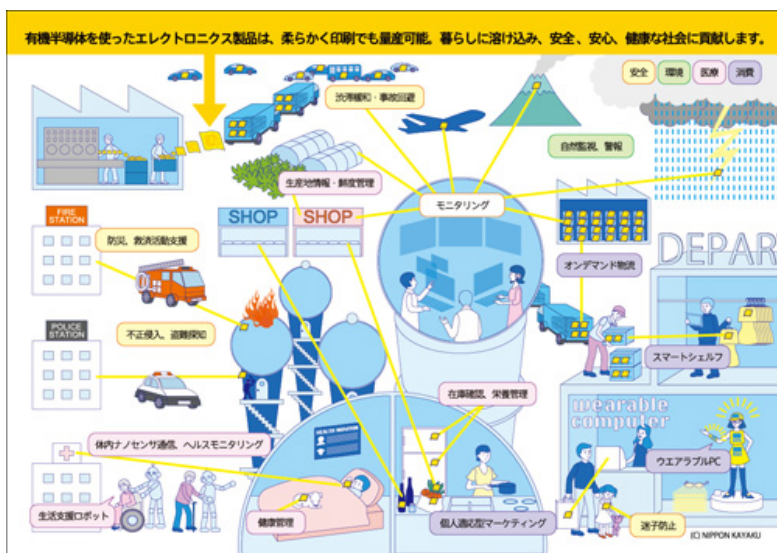 有機半導体を使ったエレクトロニクス製品は、柔らかく印刷でも量産可能。暮らしに溶け込み、安全、安心、健康な社会に貢献します。
安全 環境 医療 消費
渋滞緩和・事故回避
自然監視、警報
生産地情報・鮮度管理
モニタリング
SHOP
SHOP
FIRE
STATION
防災、救済活動支援
オンデマンド物流
DEPAR
POLICE
STATION
不正侵入、盗難探知
スマートシェルフ
在庫確認、栄養管理
wearable
computer
体内ナノセンサ通信、ヘルスモニタリング
ウエアラブルPC
生活支援ロボット
健康管理
個人適応型マーケティング
迷子防止
(C) NIPPON KAYAKU